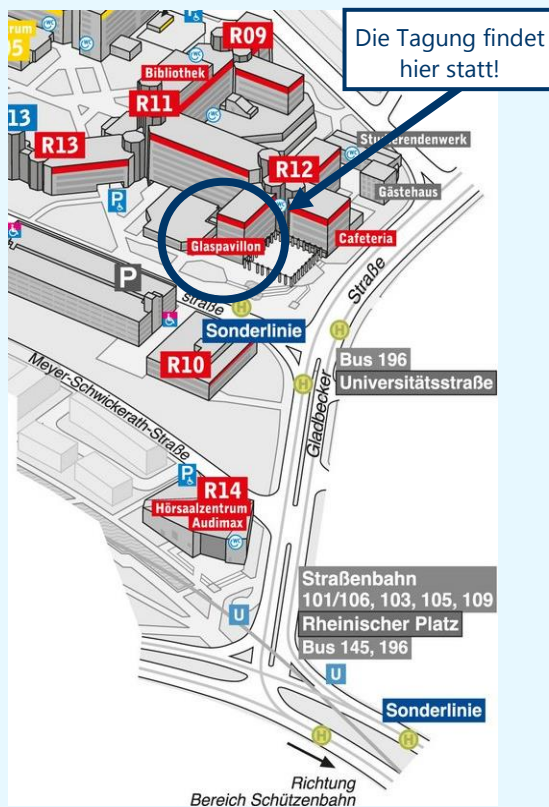 Die Tagung findet
hier statt!
R09
Bibliothek
R11
13
R13
R12
Studierendenwerk
Gästehaus
Cafeteria
Glaspavillon
P
straße
H
Sonderlinie
Straße
H
Bus 196
Universitätsstraße
H
R10
Gladbecker
Meyer-Schwickerath-Straße
P
R14
Hörsaalzentrum
Audimax
Straßenbahn
101/106, 103, 105, 109
Rheinischer Platz
Bus 145, 196
U
U
Sonderlinie
H
H
Richtung
Bereich Schützenbahn